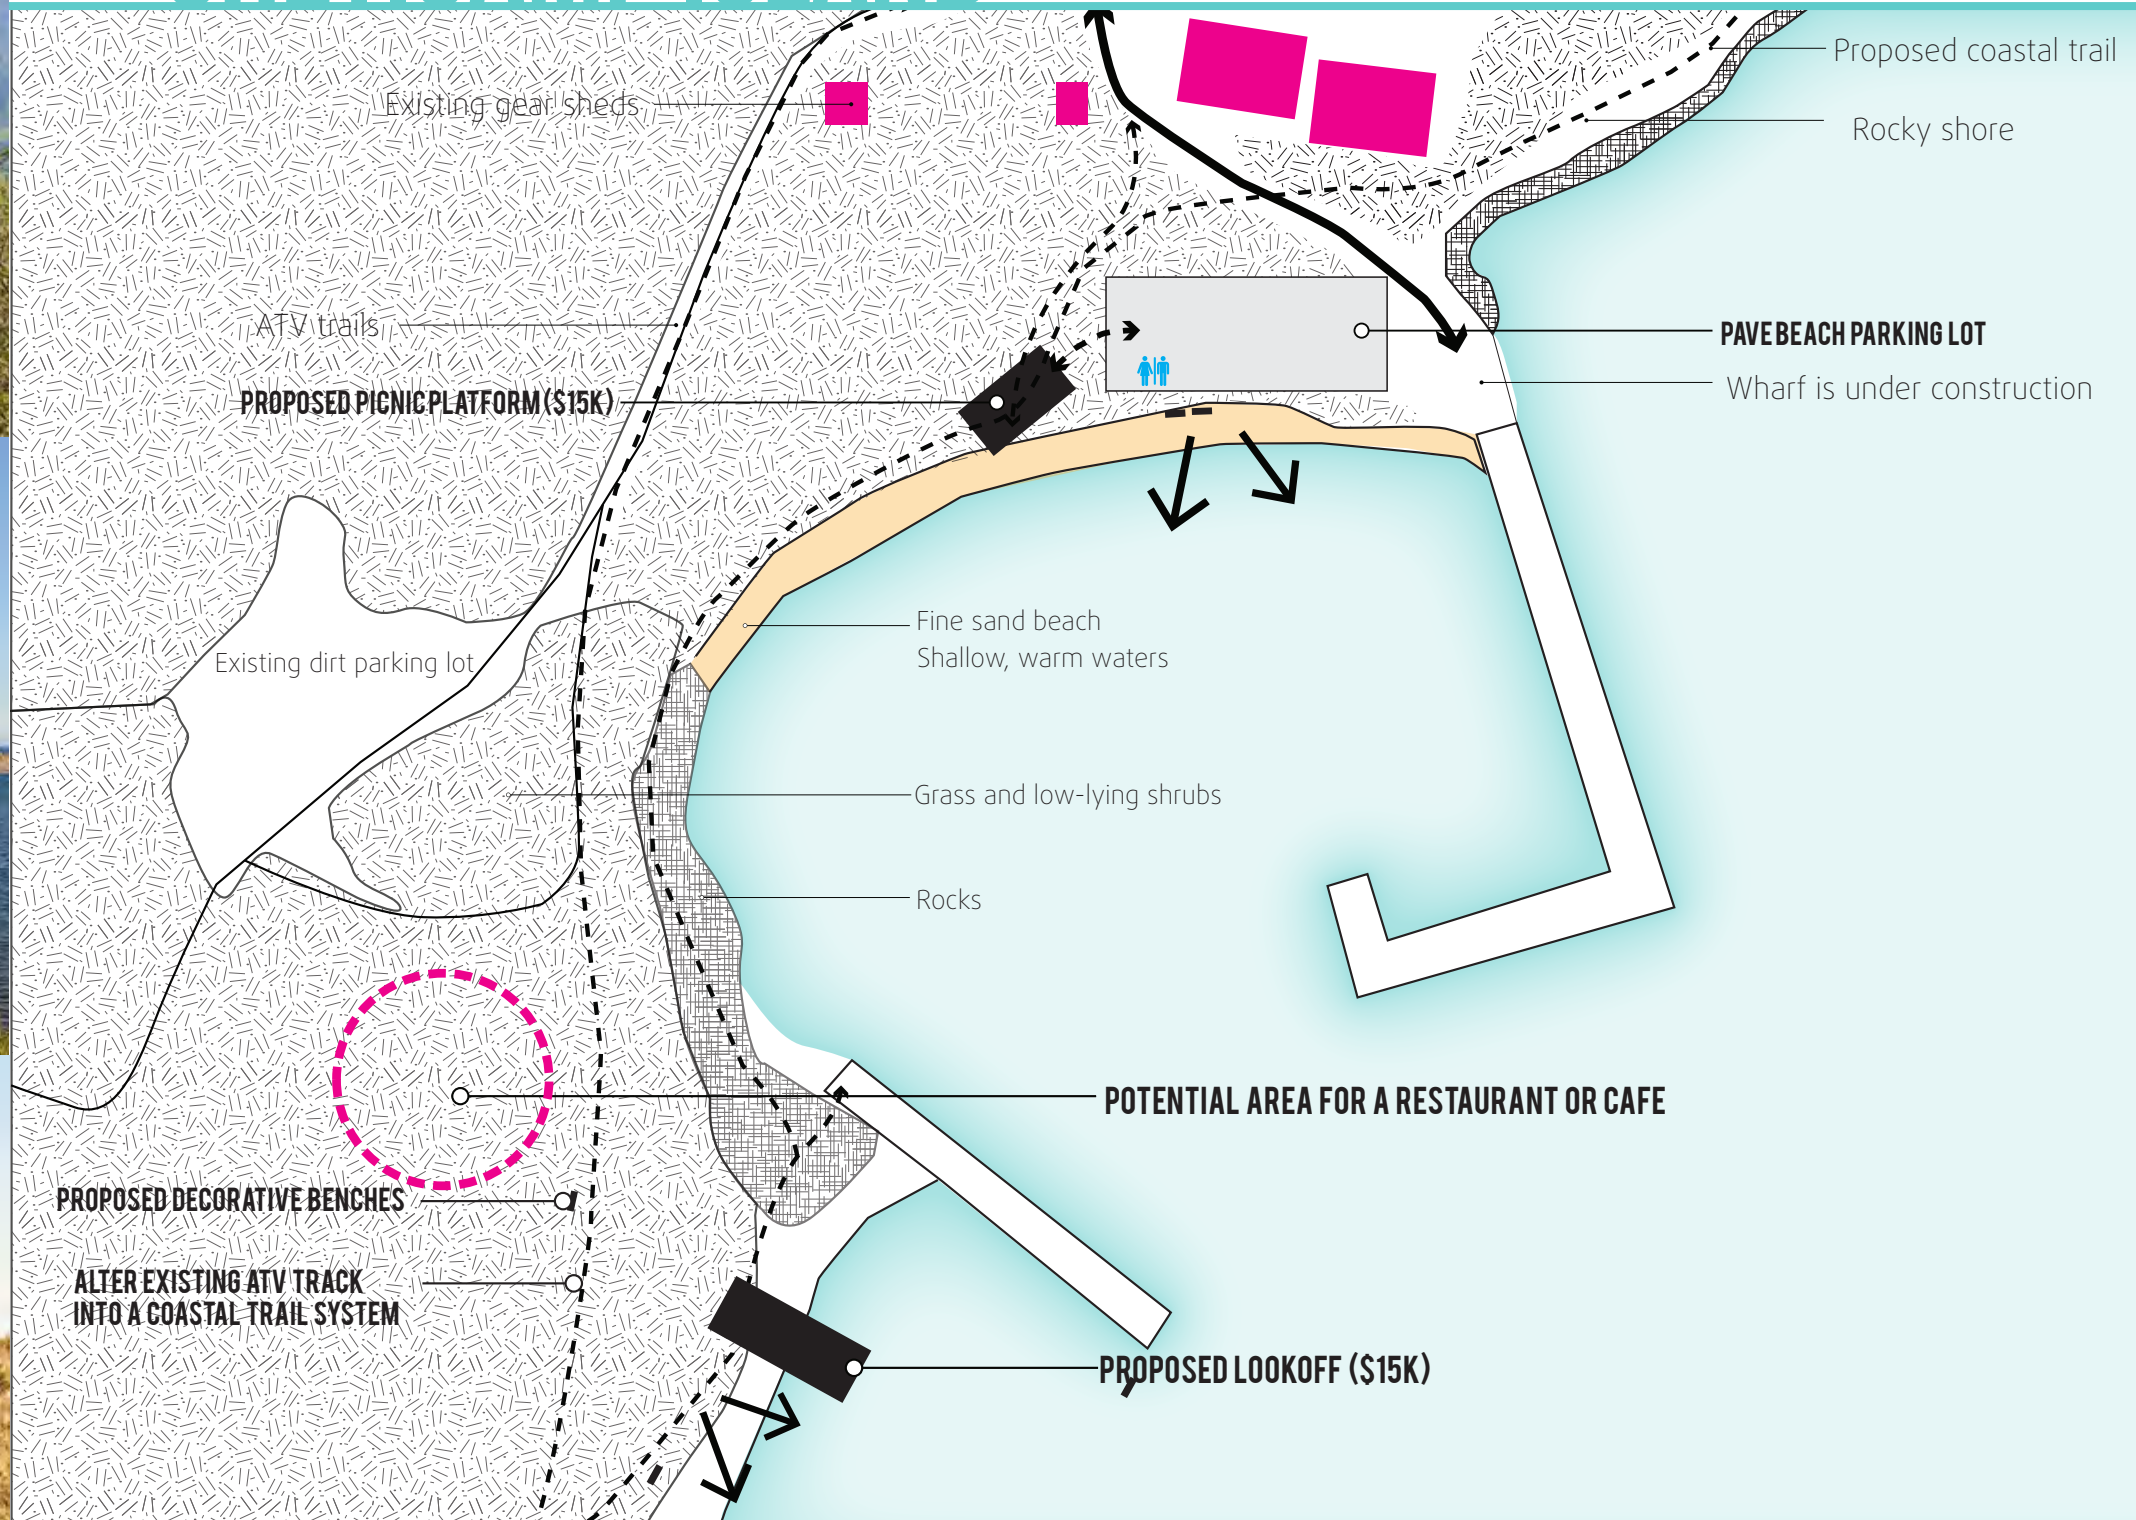 Proposed coastal trail
Existing gear sheds
Rocky shore
ATV trails
PAVE BEACH PARKING LOT
Wharf is under construction
PROPOSED PICNIC PLATFORM ($15K)
Fine sand beach
Shallow, warm waters
Existing dirt parking lot
Grass and low-lying shrubs
Rocks
POTENTIAL AREA FOR A RESTAURANT OR CAFE
PROPOSED DECORATIVE BENCHES
ALTER EXISTING ATV TRACK
INTO A COASTAL TRAIL SYSTEM
PROPOSED LOOKOFF ($15K)